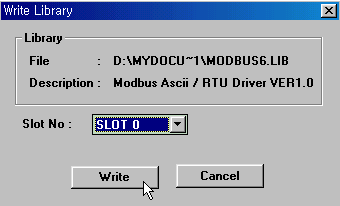 Write Library
Library
File : D:\MYDOCU~1\MODBUS6.LIB
Description : Modbus Ascii / RTU Driver VER1.0
Slot No : SLOT 0
Write Cancel